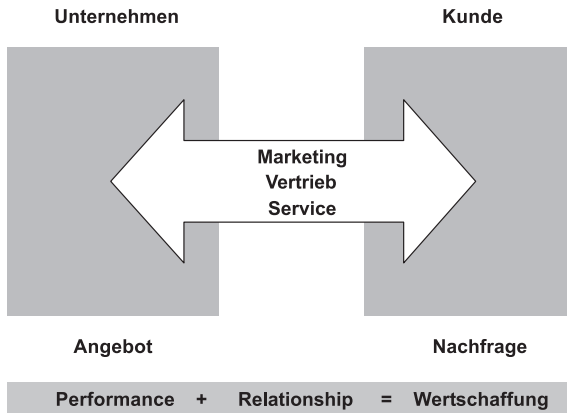 Unternehmen Kunde
Marketing
Vertrieb
Service
Angebot Nachfrage
Performance + Relationship = Wertschaffung